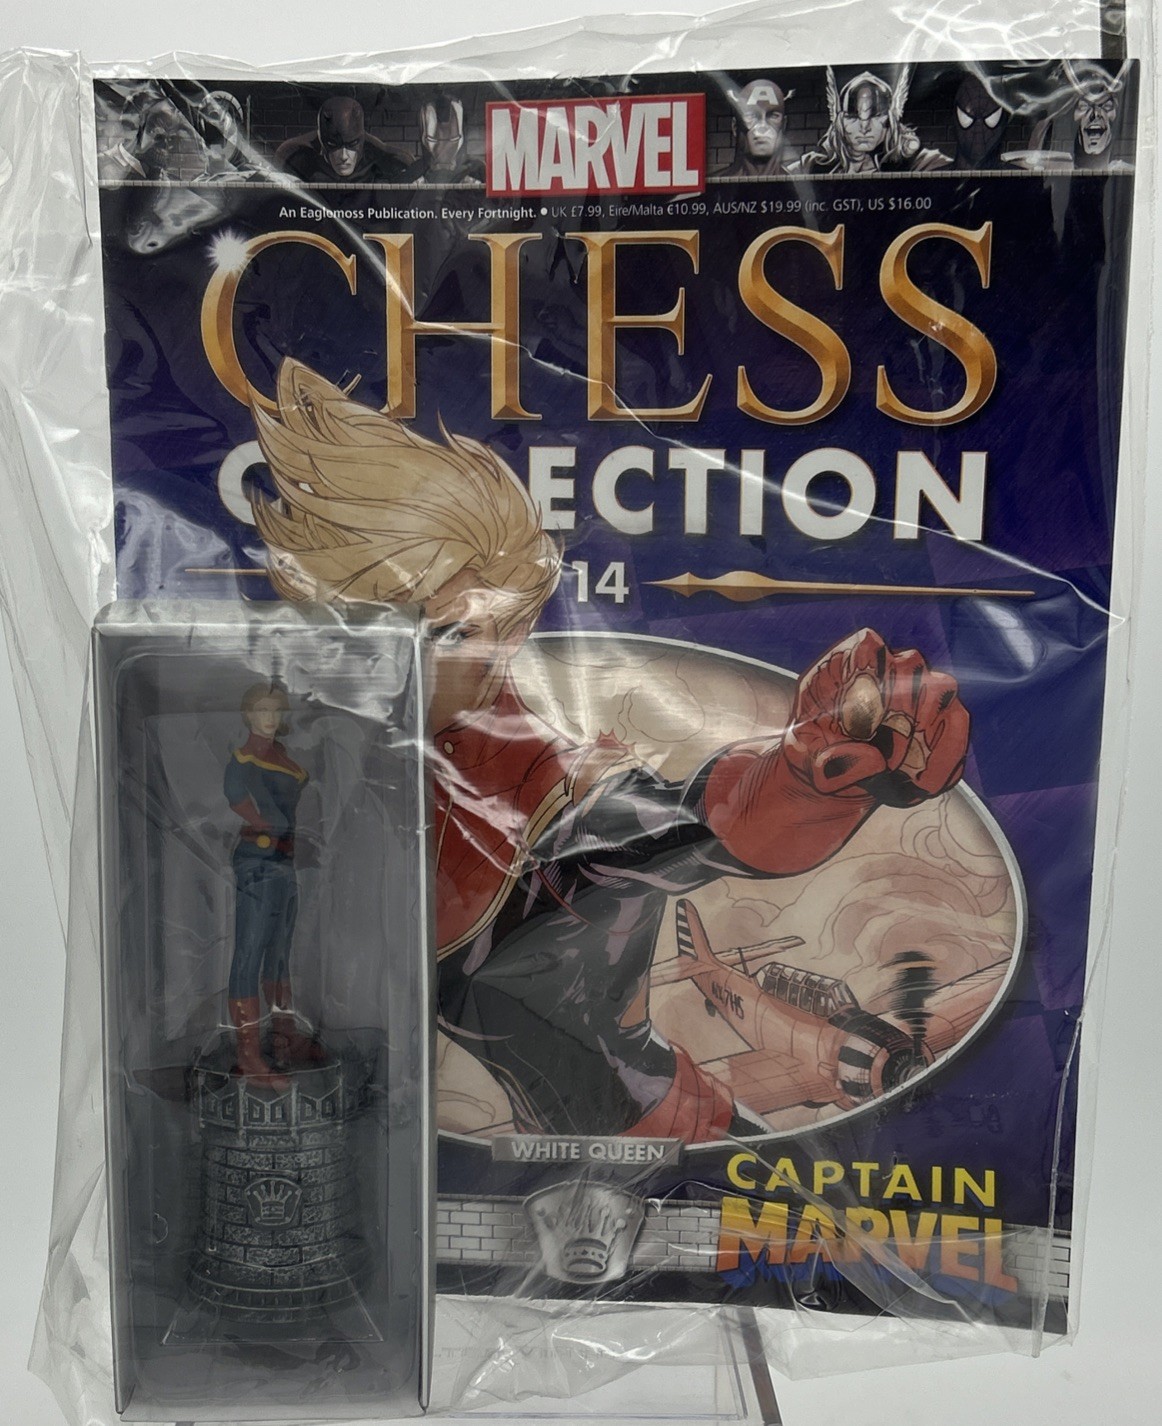 MARVEL
An Eaglemoss Publication. Every Fortnight. ● UK £7.99, Eire/Malta €10.99, AUS/NZ $19.99 (inc. GST), US $16.00
CHESS
C ECTION
14
NX7HS
WHITE QUEEN
CAPTAIN
MARVEL